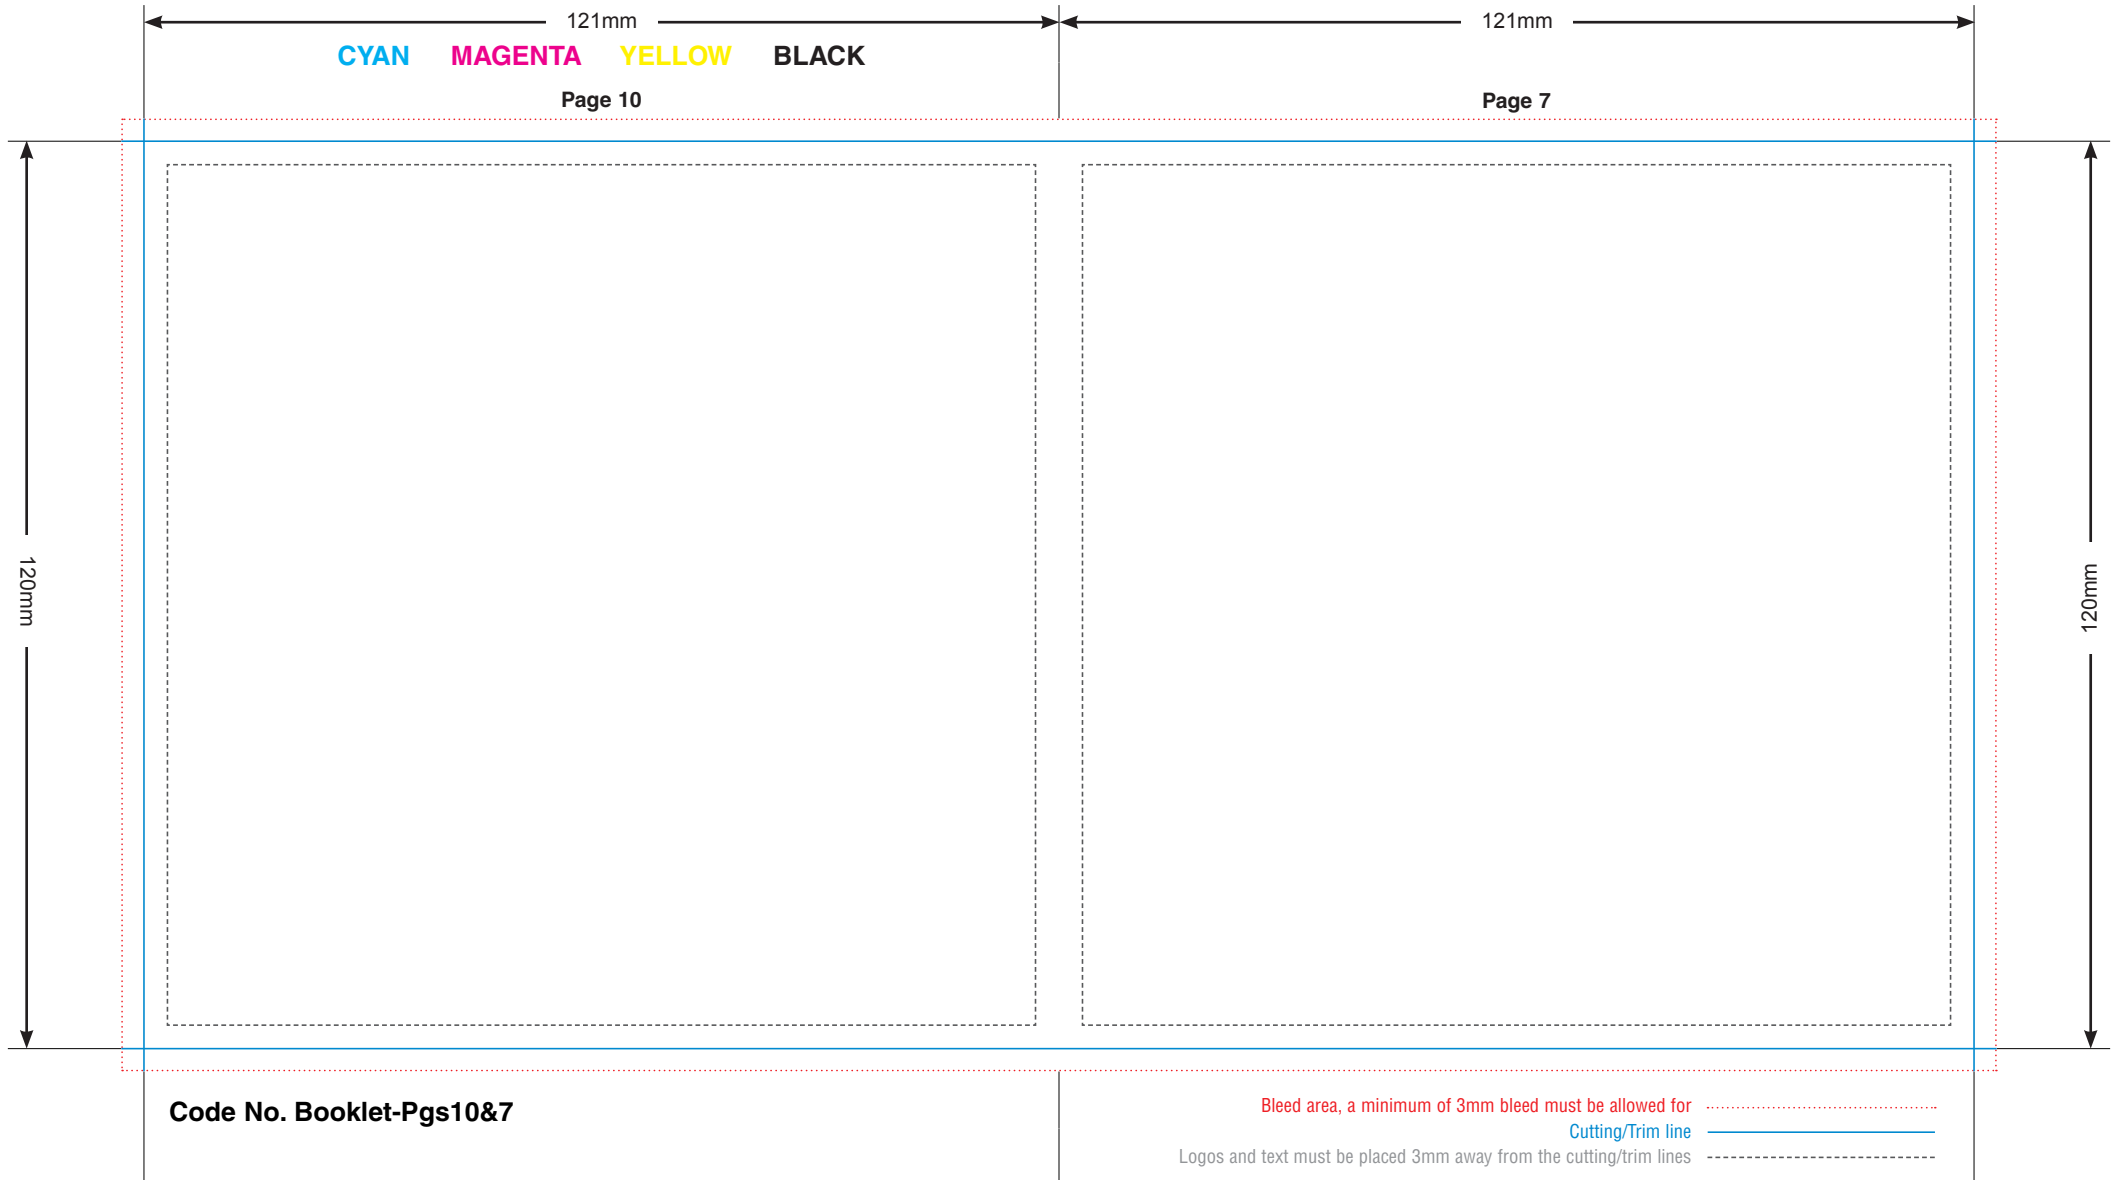 121mm 121mm
CYAN MAGENTA YELLOW BLACK
Page 10 Page 7
120mm 120mm
Code No. Booklet-Pgs10&7
Bleed area, a minimum of 3mm bleed must be allowed for
Cutting/Trim line
Logos and text must be placed 3mm away from the cutting/trim lines